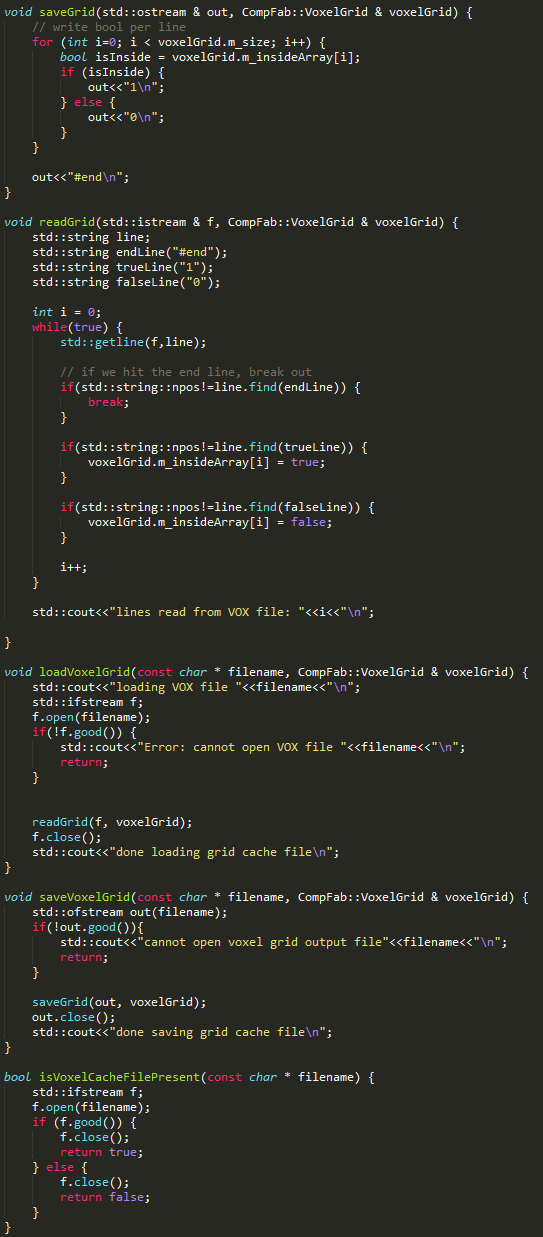 void saveGrid(std::ostream & out, CompFab::VoxelGrid & voxelGrid) {
    // write bool per line
    for (int i=0; i < voxelGrid.m_size; i++) {
        bool isInside = voxelGrid.m_insideArray[i];
        if (isInside) {
            out<<"1\n";
        } else {
            out<<"0\n";
        }
    }

    out<<"#end\n";
}

void readGrid(std::istream & f, CompFab::VoxelGrid & voxelGrid) {
    std::string line;
    std::string endLine("#end");
    std::string trueLine("1");
    std::string falseLine("0");

    int i = 0;
    while(true) {
        std::getline(f,line);

        // if we hit the end line, break out
        if(std::string::npos!=line.find(endLine)) {
            break;
        }

        if(std::string::npos!=line.find(trueLine)) {
            voxelGrid.m_insideArray[i] = true;
        }

        if(std::string::npos!=line.find(falseLine)) {
            voxelGrid.m_insideArray[i] = false;
        }

        i++;
    }

    std::cout<<"lines read from VOX file: "<<i<<"\n";

}

void loadVoxelGrid(const char * filename, CompFab::VoxelGrid & voxelGrid) {
    std::cout<<"loading VOX file "<<filename<<"\n";
    std::ifstream f;
    f.open(filename);
    if(!f.good()) {
        std::cout<<"Error: cannot open VOX file "<<filename<<"\n";
        return;
    }


    readGrid(f, voxelGrid);
    f.close();
    std::cout<<"done loading grid cache file\n";
}

void saveVoxelGrid(const char * filename, CompFab::VoxelGrid & voxelGrid) {
    std::ofstream out(filename);
    if(!out.good()){
        std::cout<<"cannot open voxel grid output file"<<filename<<"\n";
        return;
    }

    saveGrid(out, voxelGrid);
    out.close();
    std::cout<<"done saving grid cache file\n";
}

bool isVoxelCacheFilePresent(const char * filename) {
    std::ifstream f;
    f.open(filename);
    if (f.good()) {
        f.close();
        return true;
    } else {
        f.close();
        return false;
    }
}